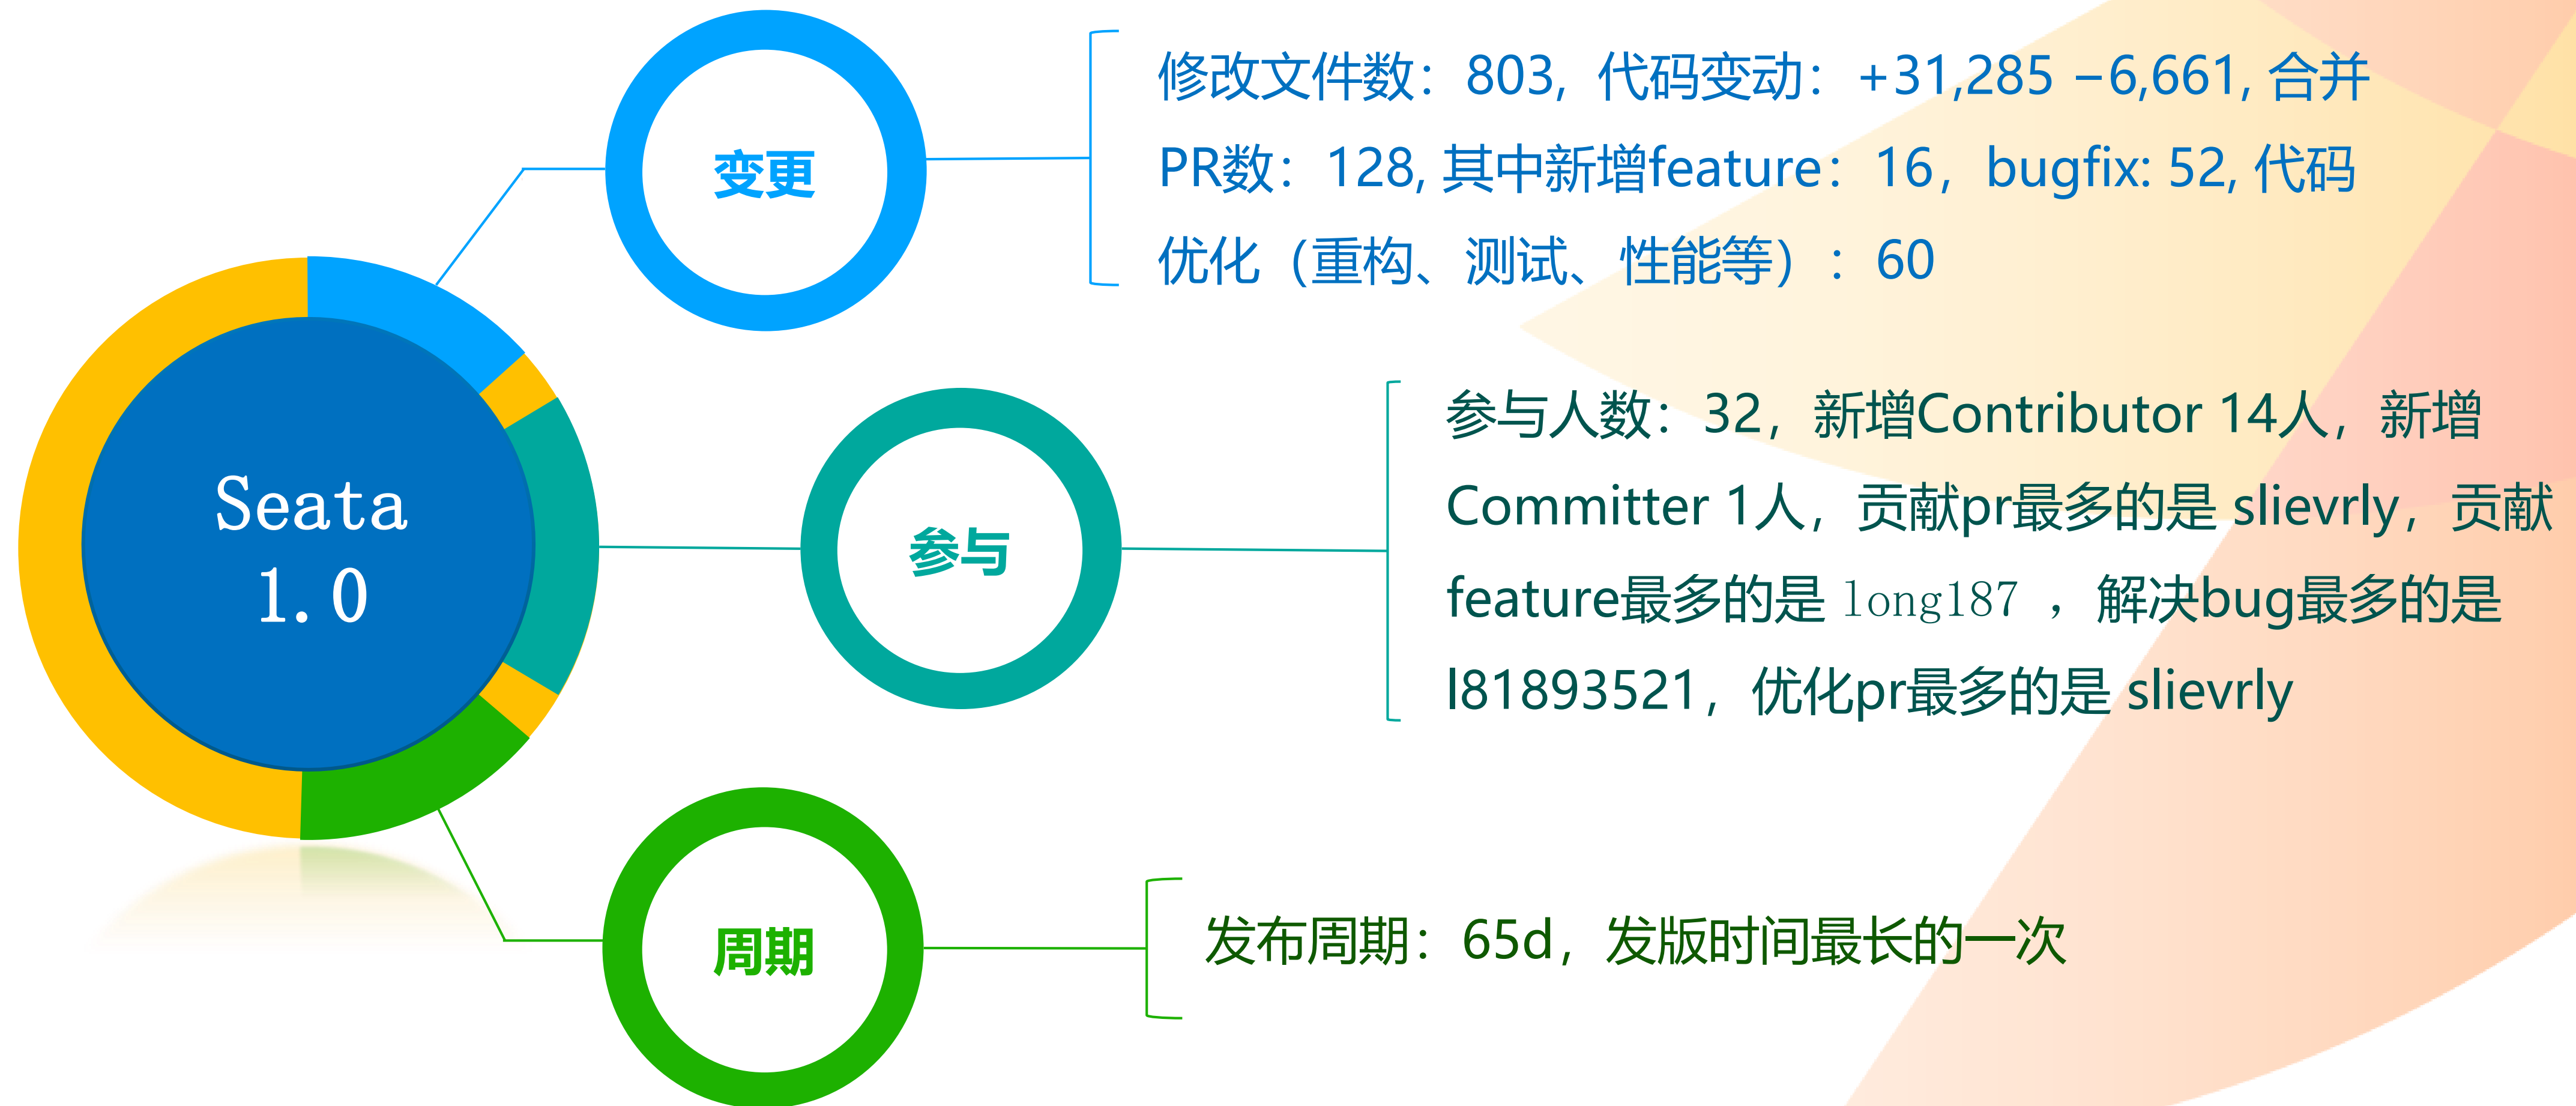 Seata
1.0
变更
修改文件数：803，代码变动：+31,285 −6,661, 合并
PR数：128, 其中新增feature：16，bugfix: 52, 代码
优化（重构、测试、性能等）：60
参与
参与人数：32，新增Contributor 14人，新增
Committer 1人，贡献pr最多的是 slievrly，贡献
feature最多的是 long187 ，解决bug最多的是
l81893521，优化pr最多的是 slievrly
周期
发布周期：65d，发版时间最长的一次